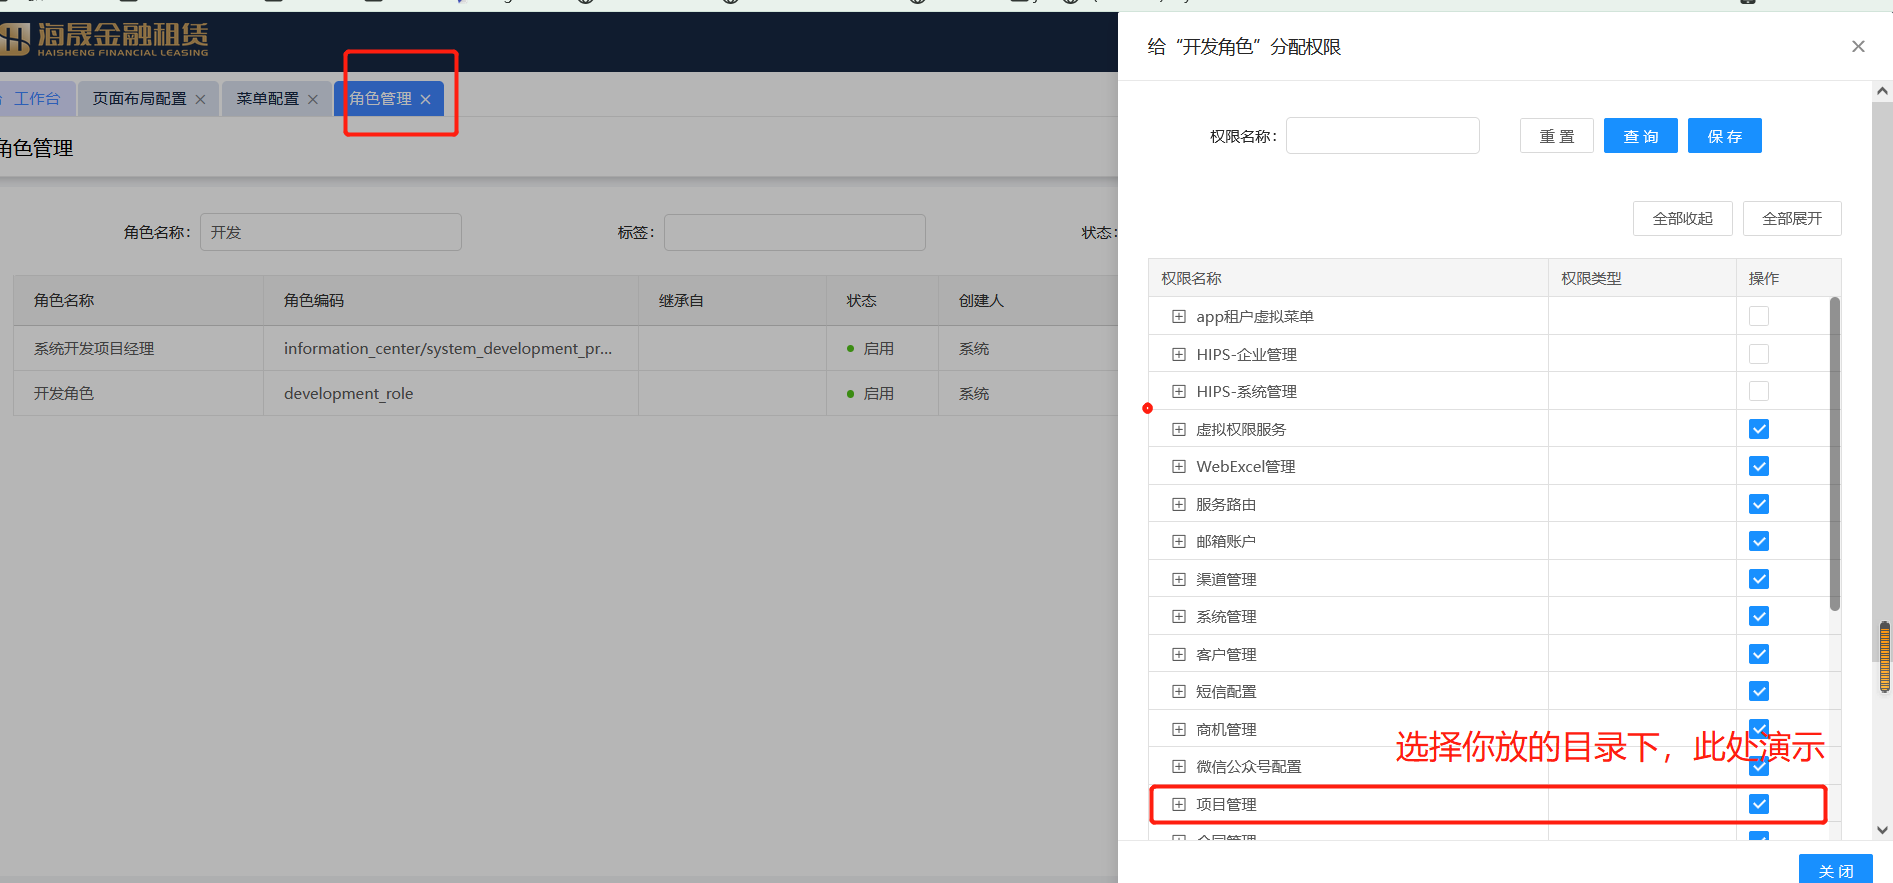 海晟金融租赁
HAISHENG FINANCIAL LEASING
工作台
页面布局配置
菜单配置
角色管理
角色管理
角色名称：
开发
标签：
状态：
角色名称 角色编码 继承自 状态 创建人
系统开发项目经理 information_center/system_development_pr... 启用 系统
开发角色 development_role 启用 系统
给“开发角色”分配权限
权限名称：
重 置
查 询
保 存
全部收起
全部展开
权限名称 权限类型 操作
app租户虚拟菜单
HIPS-企业管理
HIPS-系统管理
虚拟权限服务
WebExcel管理
服务路由
邮箱账户
渠道管理
系统管理
客户管理
短信配置
商机管理
选择你放的目录下，此处演示
微信公众号配置
项目管理
合同管理
关 闭